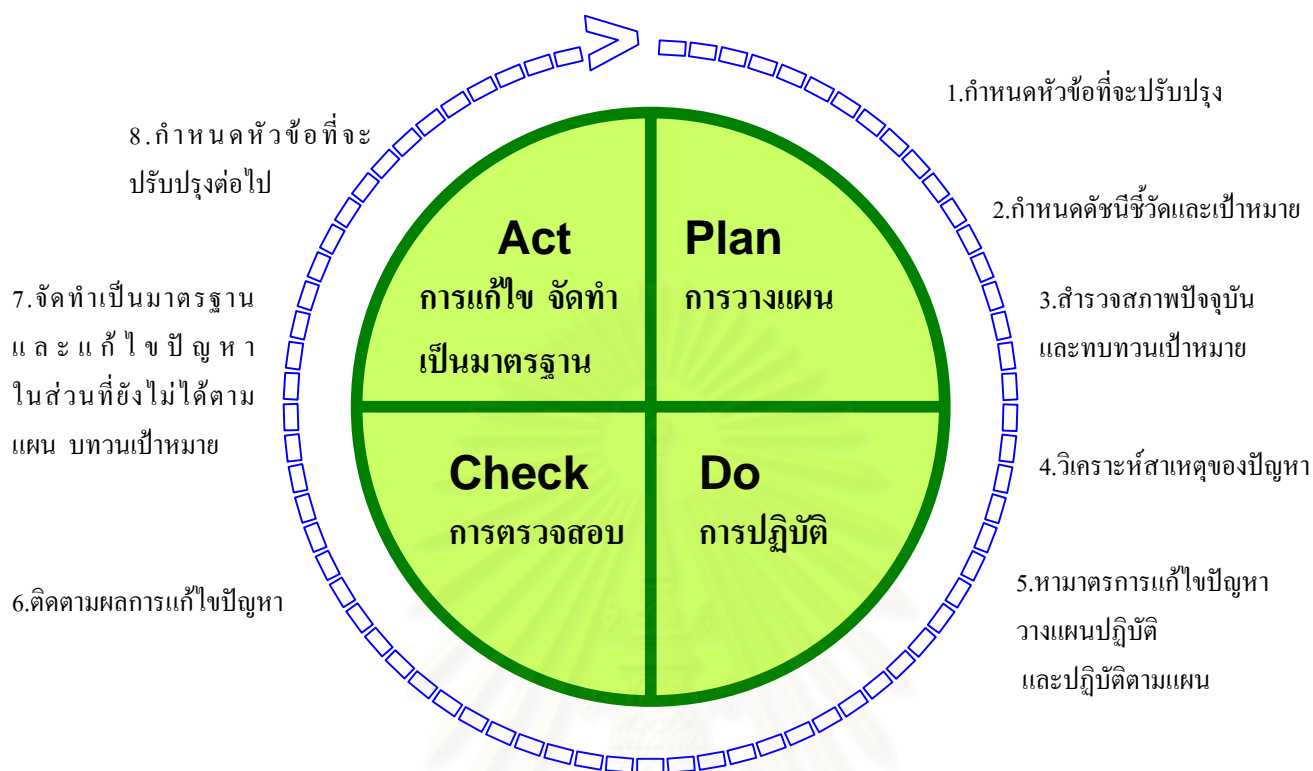 1.กำหนดหัวข้อที่จะปรับปรุง
2.กำหนดดัชนีชี้วัดและเป้าหมาย
3.สำรวจสภาพปัจจุบัน
และทบทวนเป้าหมาย
4.วิเคราะห์สาเหตุของปัญหา
5.หามาตรการแก้ไขปัญหา
วางแผนปฏิบัติ
และปฏิบัติตามแผน
6.ติดตามผลการแก้ไขปัญหา
7.จัดทำเป็นมาตรฐาน
และแก้ไขปัญหา
ในส่วนที่ยังไม่ได้ตาม
แผน บทวนเป้าหมาย
8.กำหนดหัวข้อที่จะ
ปรับปรุงต่อไป
Plan
การวางแผน
Do
การปฏิบัติ
Check
การตรวจสอบ
Act
การแก้ไข จัดทำ
เป็นมาตรฐาน